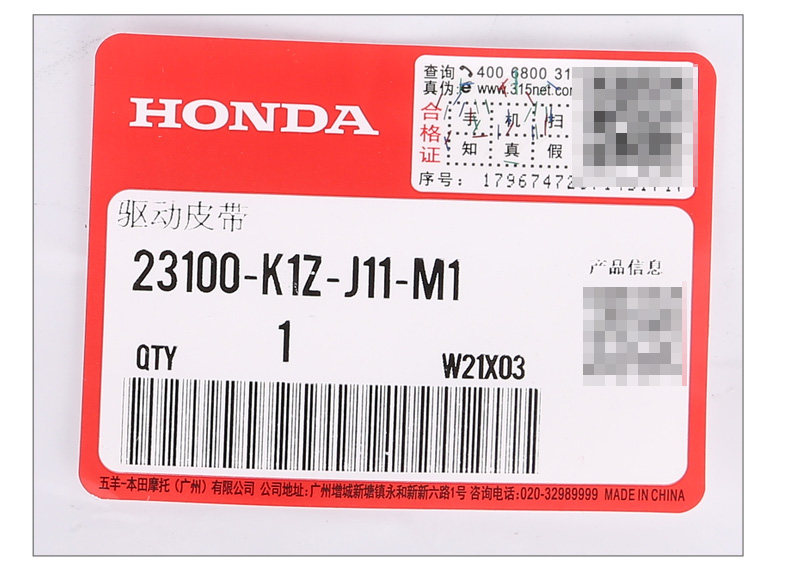 HONDA
查询 400 6800 31
真伪: www.315net.co
合格证
手 机 扫
知 真 假
序号: 1796747
驱动皮带
23100-K1Z-J11-M1
产品信息
QTY 1 W21X03
五羊-本田摩托(广州)有限公司 公司地址:广州增城新塘镇永和新新六路1号 咨询电话:020-32989999 MADE IN CHINA